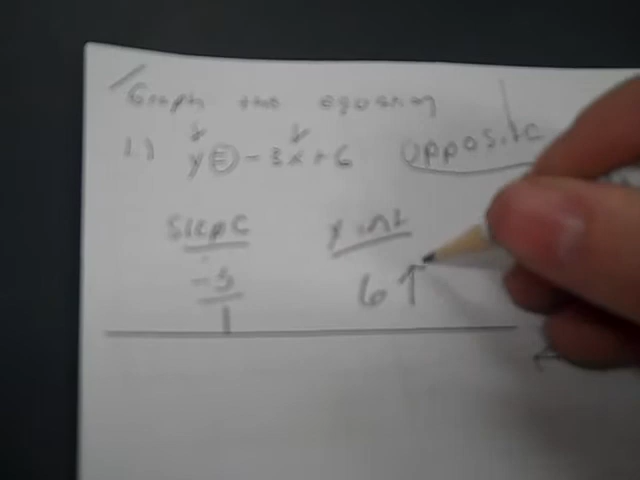 Graph the equation
1.) y = -3x + 6
opposite
Slope
y int
-3
1
6 ↑